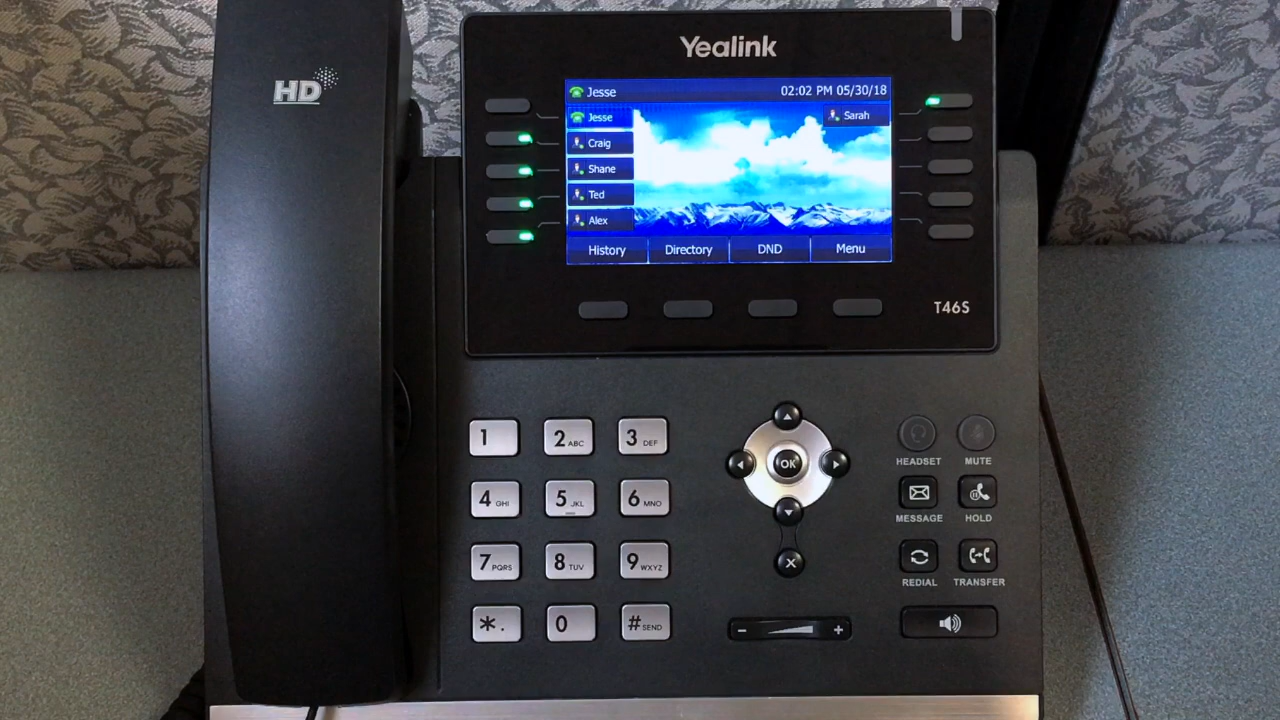 HD
Yealink
Jesse 02:02 PM 05/30/18
Jesse
Sarah
Craig
Shane
Ted
Alex
History Directory DND Menu
T46S
1 2 ABC 3 DEF
4 GHI 5 JKL 6 MNO
7 PQRS 8 TUV 9 WXYZ
* . 0 # SEND
OK
X
HEADSET MUTE
MESSAGE HOLD
REDIAL TRANSFER
- +